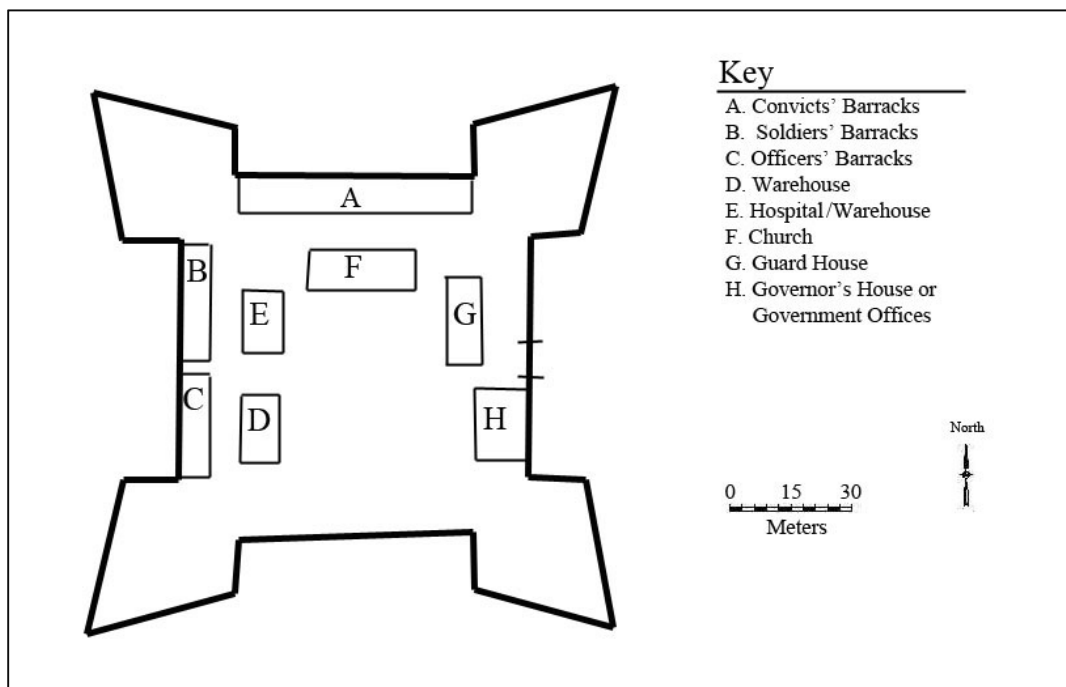 Key
A. Convicts' Barracks
B. Soldiers' Barracks
C. Officers' Barracks
D. Warehouse
E. Hospital/Warehouse
F. Church
G. Guard House
H. Governor's House or
Government Offices
A
B
F
E
G
C
D
H
North
0 15 30
Meters